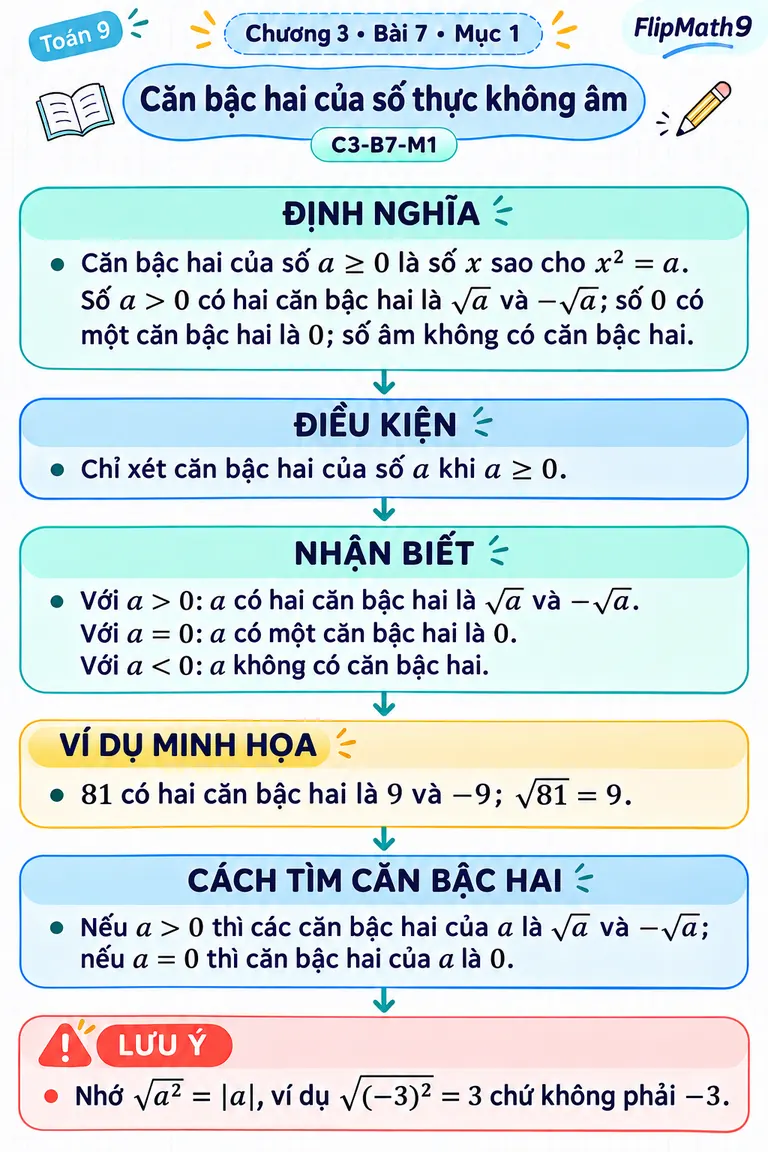 Toán 9
Chương 3 • Bài 7 • Mục 1
FlipMath9
Căn bậc hai của số thực không âm
C3-B7-M1
ĐỊNH NGHĨA
• Căn bậc hai của số a ≥ 0 là số x sao cho x² = a.
Số a > 0 có hai căn bậc hai là √a và −√a; số 0 có
một căn bậc hai là 0; số âm không có căn bậc hai.
ĐIỀU KIỆN
• Chỉ xét căn bậc hai của số a khi a ≥ 0.
NHẬN BIẾT
• Với a > 0: a có hai căn bậc hai là √a và −√a.
Với a = 0: a có một căn bậc hai là 0.
Với a < 0: a không có căn bậc hai.
VÍ DỤ MINH HỌA
• 81 có hai căn bậc hai là 9 và −9; √81 = 9.
CÁCH TÌM CĂN BẬC HAI
• Nếu a > 0 thì các căn bậc hai của a là √a và −√a;
nếu a = 0 thì căn bậc hai của a là 0.
LƯU Ý
• Nhớ √a² = |a|, ví dụ √(−3)² = 3 chứ không phải −3.